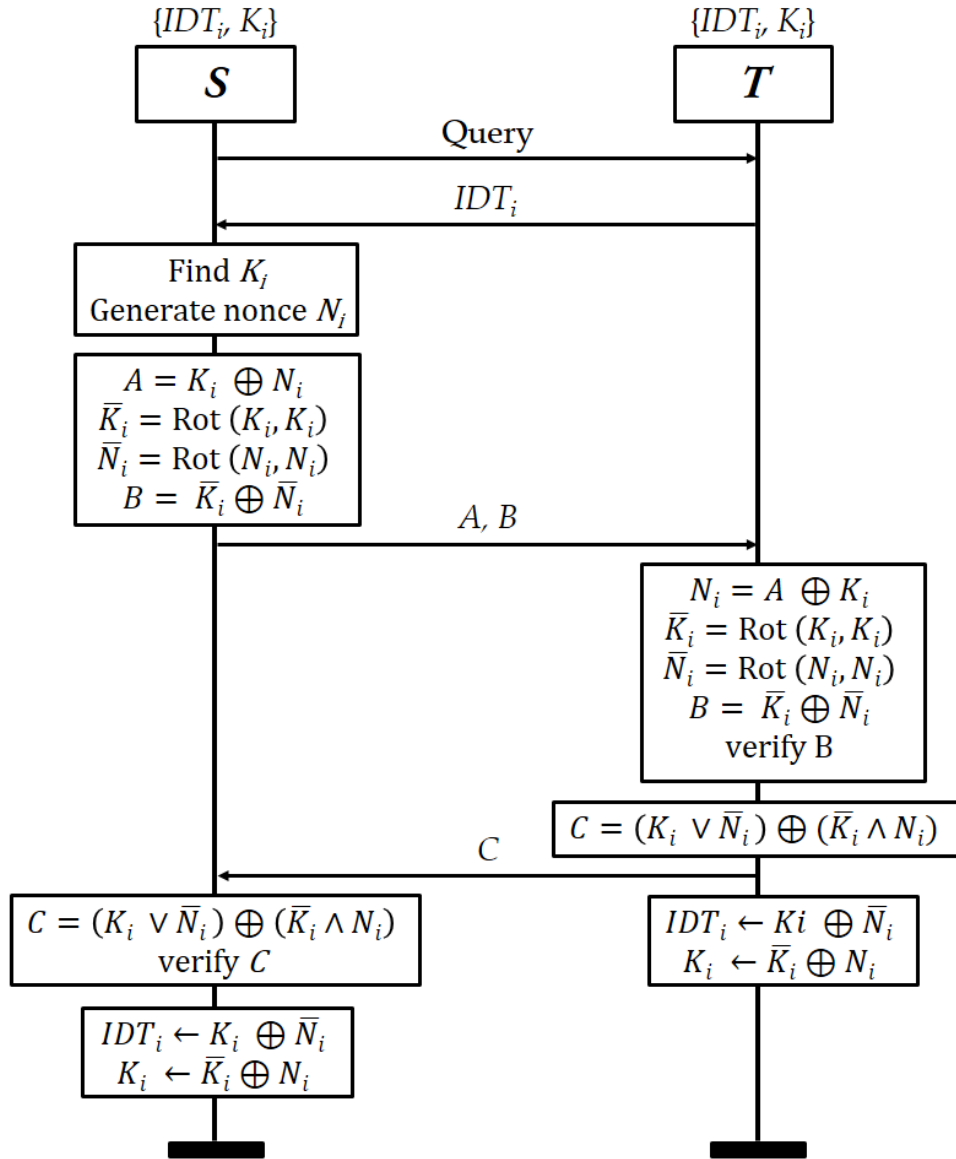 {IDTᵢ, Kᵢ}
{IDTᵢ, Kᵢ}
S
T
Query
IDTᵢ
Find Kᵢ
Generate nonce Nᵢ
A = Kᵢ ⊕ Nᵢ
K̅ᵢ = Rot (Kᵢ, Kᵢ)
N̅ᵢ = Rot (Nᵢ, Nᵢ)
B = K̅ᵢ ⊕ N̅ᵢ
A, B
Nᵢ = A ⊕ Kᵢ
K̅ᵢ = Rot (Kᵢ, Kᵢ)
N̅ᵢ = Rot (Nᵢ, Nᵢ)
B = K̅ᵢ ⊕ N̅ᵢ
verify B
C = (Kᵢ ∨ N̅ᵢ) ⊕ (K̅ᵢ ∧ Nᵢ)
C
C = (Kᵢ ∨ N̅ᵢ) ⊕ (K̅ᵢ ∧ Nᵢ)
verify C
IDTᵢ ← Ki ⊕ N̅ᵢ
Kᵢ ← K̅ᵢ ⊕ Nᵢ
IDTᵢ ← Kᵢ ⊕ N̅ᵢ
Kᵢ ← K̅ᵢ ⊕ Nᵢ